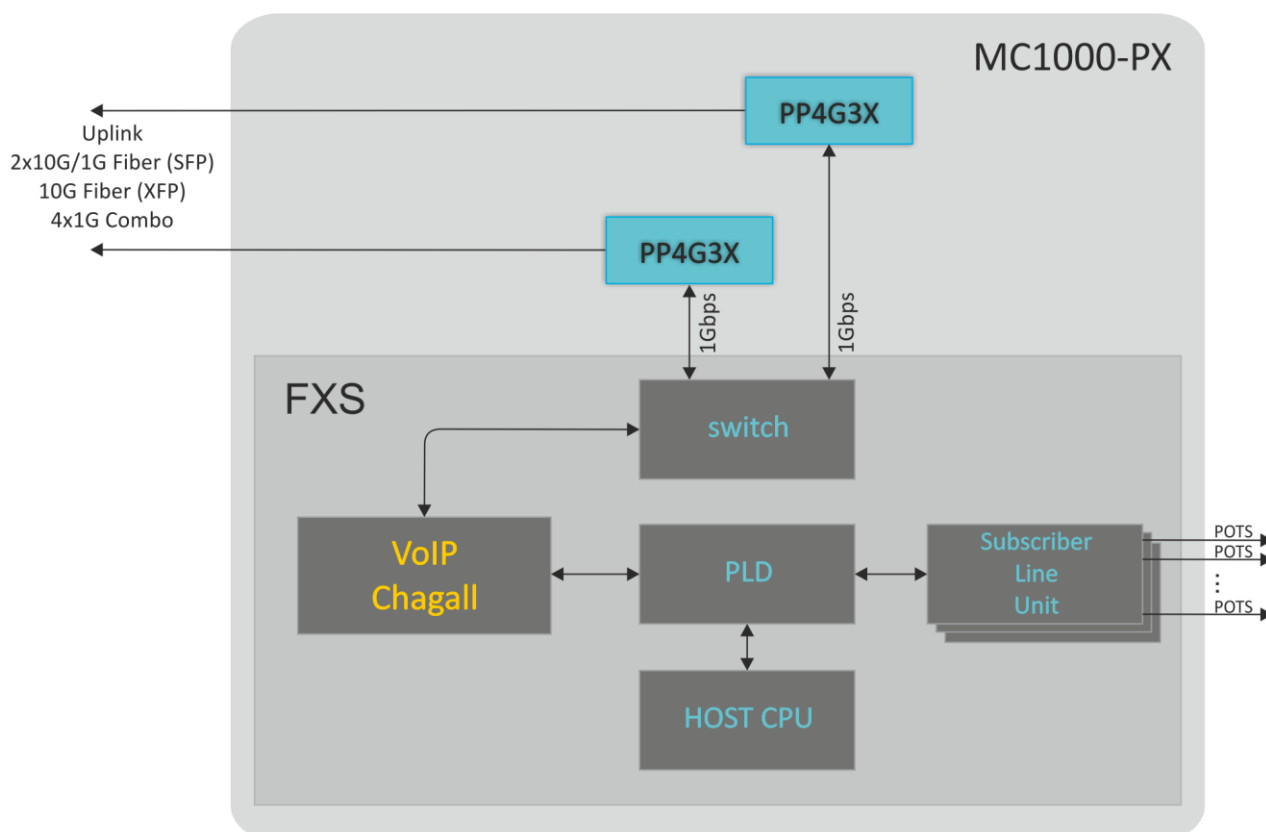 MC1000-PX
PP4G3X
Uplink
2x10G/1G Fiber (SFP)
10G Fiber (XFP)
4x1G Combo
PP4G3X
1Gbps
1Gbps
FXS
switch
VoIP
Chagall
PLD
Subscriber
Line
Unit
POTS
POTS
...
POTS
HOST CPU